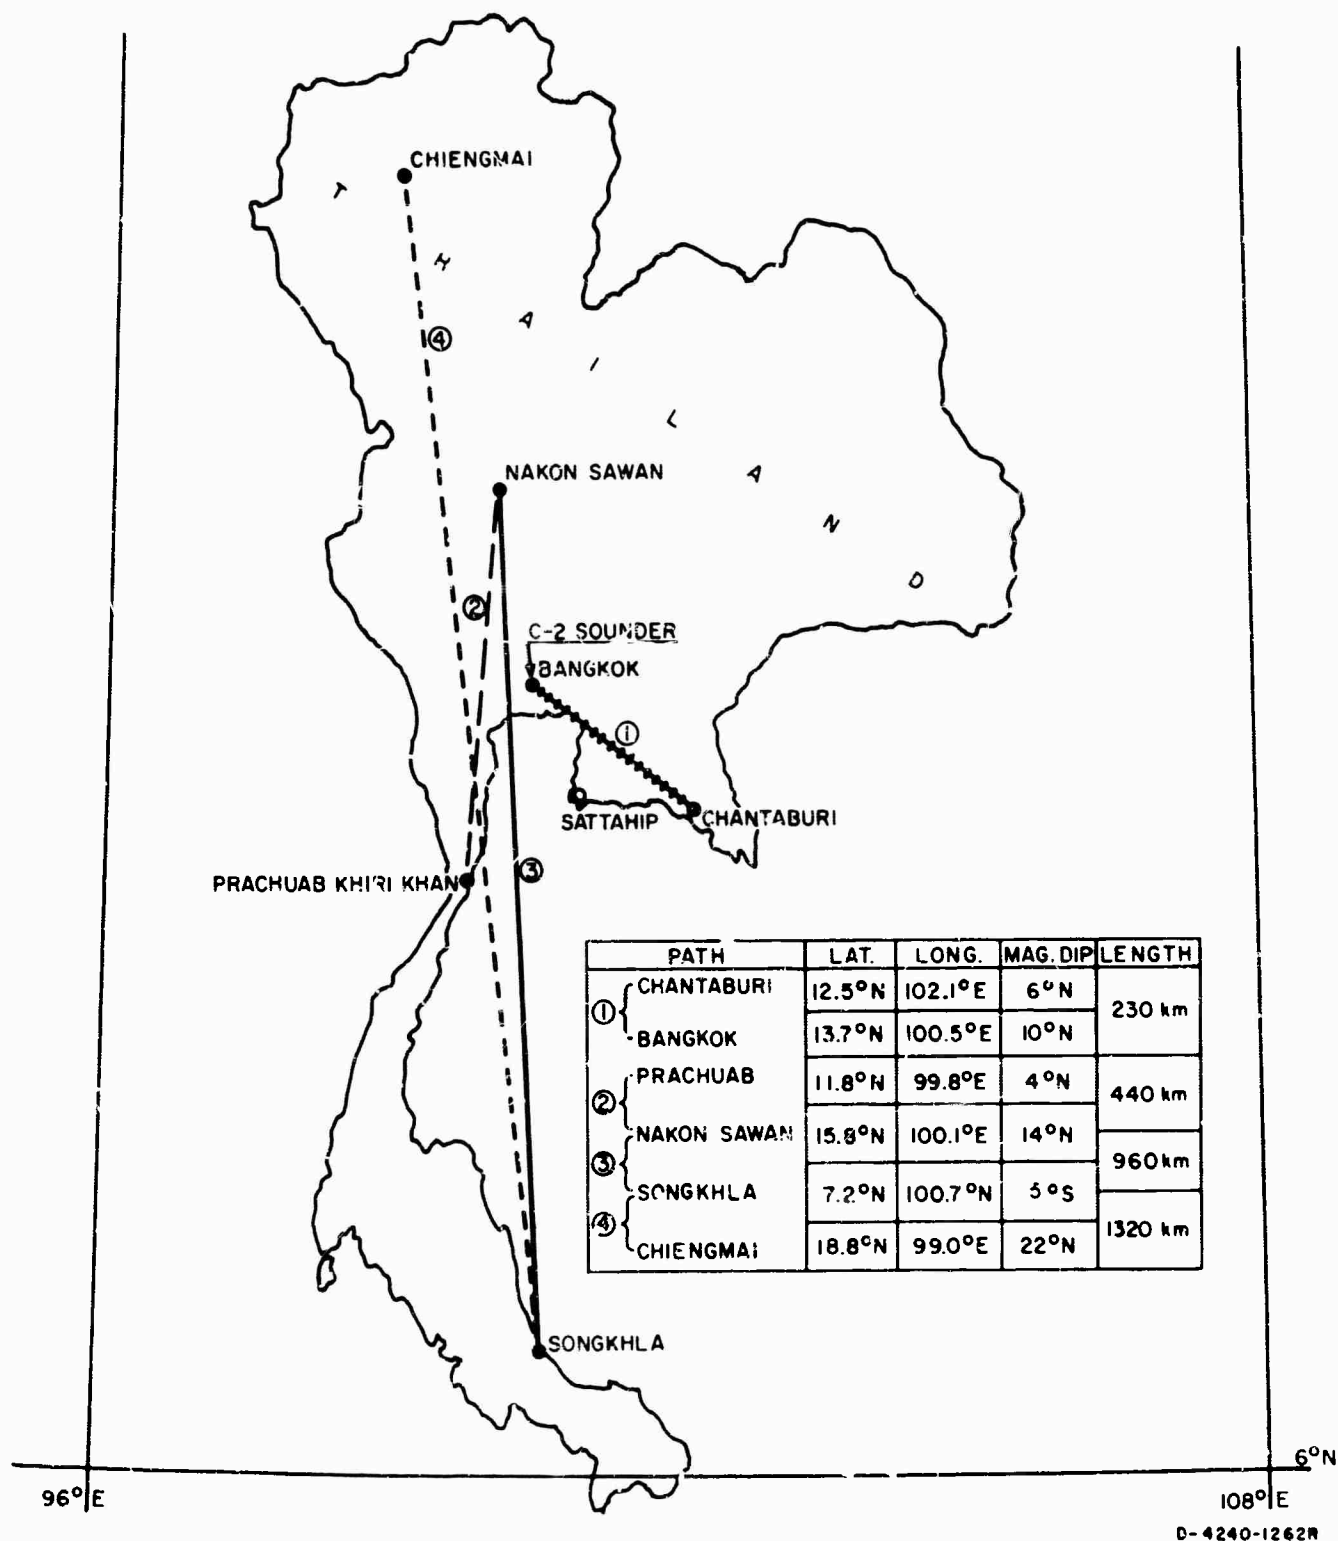 CHIENGMAI
T H A I L A N D
④
NAKON SAWAN
②
C-2 SOUNDER
BANGKOK
①
SATTAHIP
CHANTABURI
③
PRACHUAB KHIRI KHAN
PATH LAT. LONG. MAG. DIP LENGTH
① CHANTABURI 12.5°N 102.1°E 6°N 230 km
BANGKOK 13.7°N 100.5°E 10°N
② PRACHUAB 11.8°N 99.8°E 4°N 440 km
NAKON SAWAN 15.8°N 100.1°E 14°N
③ 960 km
SONGKHLA 7.2°N 100.7°N 5°S
④ 1320 km
CHIENGMAI 18.8°N 99.0°E 22°N
SONGKHLA
6°N
96°E 108°E
D-4240-1262R